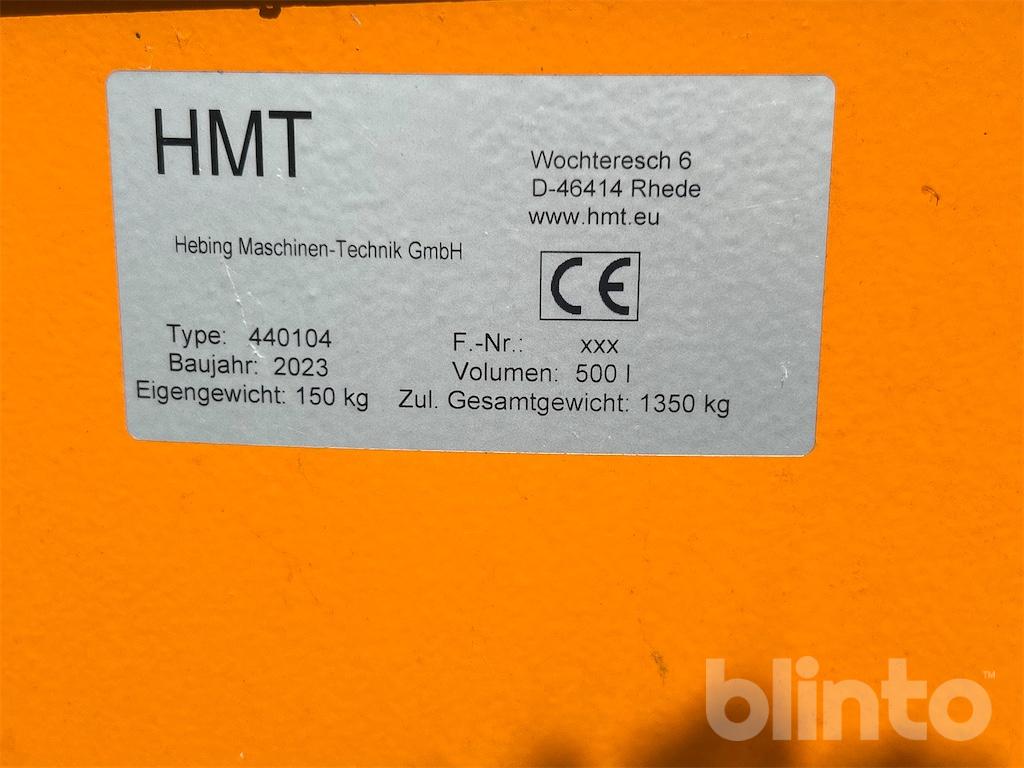 HMT
Wochteresch 6
D-46414 Rhede
www.hmt.eu
Hebing Maschinen-Technik GmbH
CE
Type: 440104
F.-Nr.: xxx
Baujahr: 2023
Volumen: 500 l
Eigengewicht: 150 kg
Zul. Gesamtgewicht: 1350 kg
blinto™